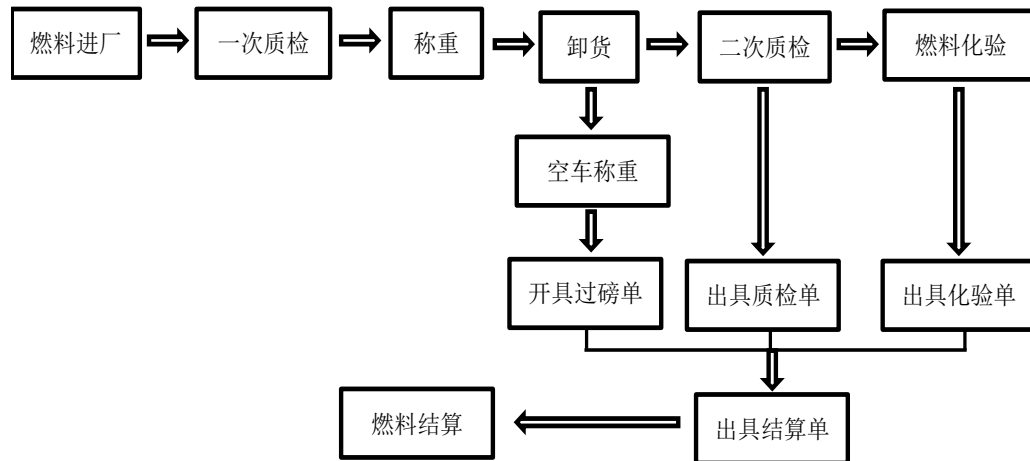 燃料进厂
一次质检
称重
卸货
二次质检
燃料化验
空车称重
开具过磅单
出具质检单
出具化验单
燃料结算
出具结算单